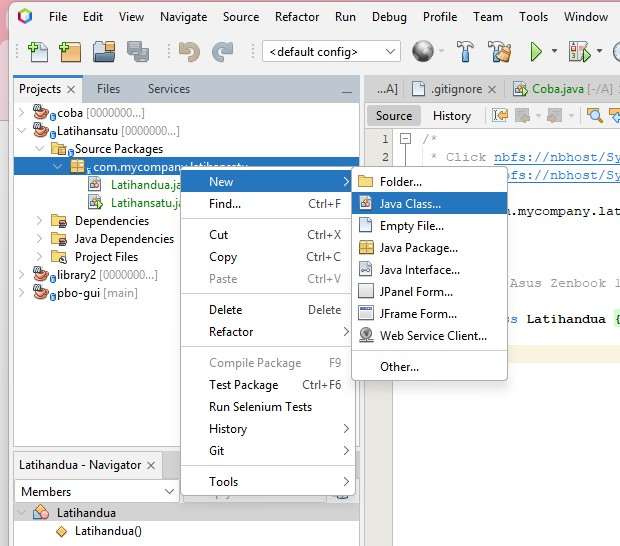 File Edit View Navigate Source Refactor Run Debug Profile Team Tools Window
<default config>
Projects Files Services
coba [0000000...]
Latihansatu [0000000...]
Source Packages
com.mycompany.latihansatu
Latihandua.ja
Latihansatu.ja
Dependencies
Java Dependencies
Project Files
library2 [0000000...]
pbo-gui [main]
New
Find... Ctrl+F
Cut Ctrl+X
Copy Ctrl+C
Paste Ctrl+V
Delete Delete
Refactor
Compile Package F9
Test Package Ctrl+F6
Run Selenium Tests
History
Git
Tools
Folder...
Java Class...
Empty File...
Java Package...
Java Interface...
JPanel Form...
JFrame Form...
Web Service Client...
Other...
...A] .gitignore Coba.java [-/A]
Source History
1 /*
2 * Click nbfs://nbhost/Sy
nbfs://nbhost/Sy
m.mycompany.lat
Asus Zenbook 1
ss Latihandua {
Latihandua - Navigator
Members
Latihandua
Latihandua()